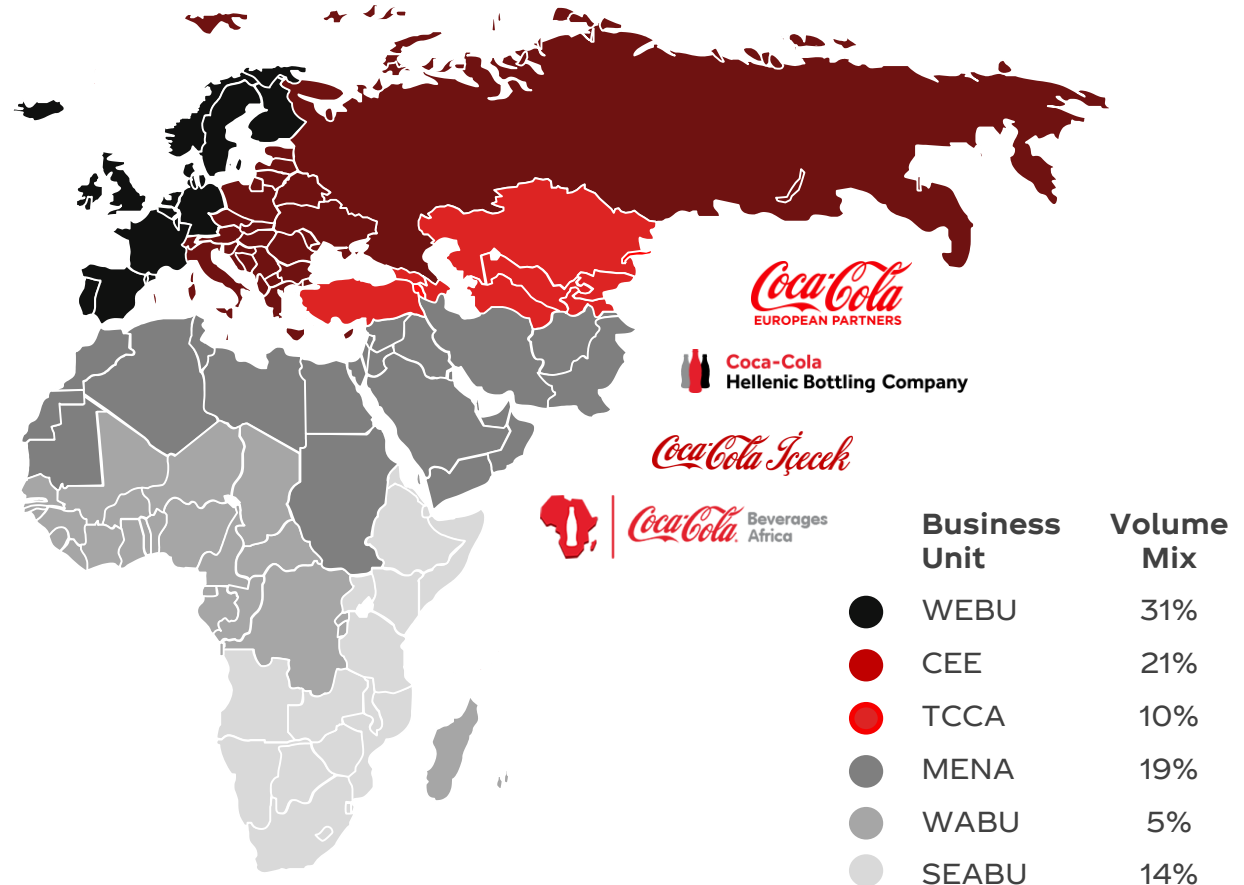 Coca-Cola
EUROPEAN PARTNERS
Coca-Cola
Hellenic Bottling Company
Coca-Cola İçecek
Coca-Cola Beverages
Africa
Business Volume
Unit Mix
WEBU 31%
CEE 21%
TCCA 10%
MENA 19%
WABU 5%
SEABU 14%